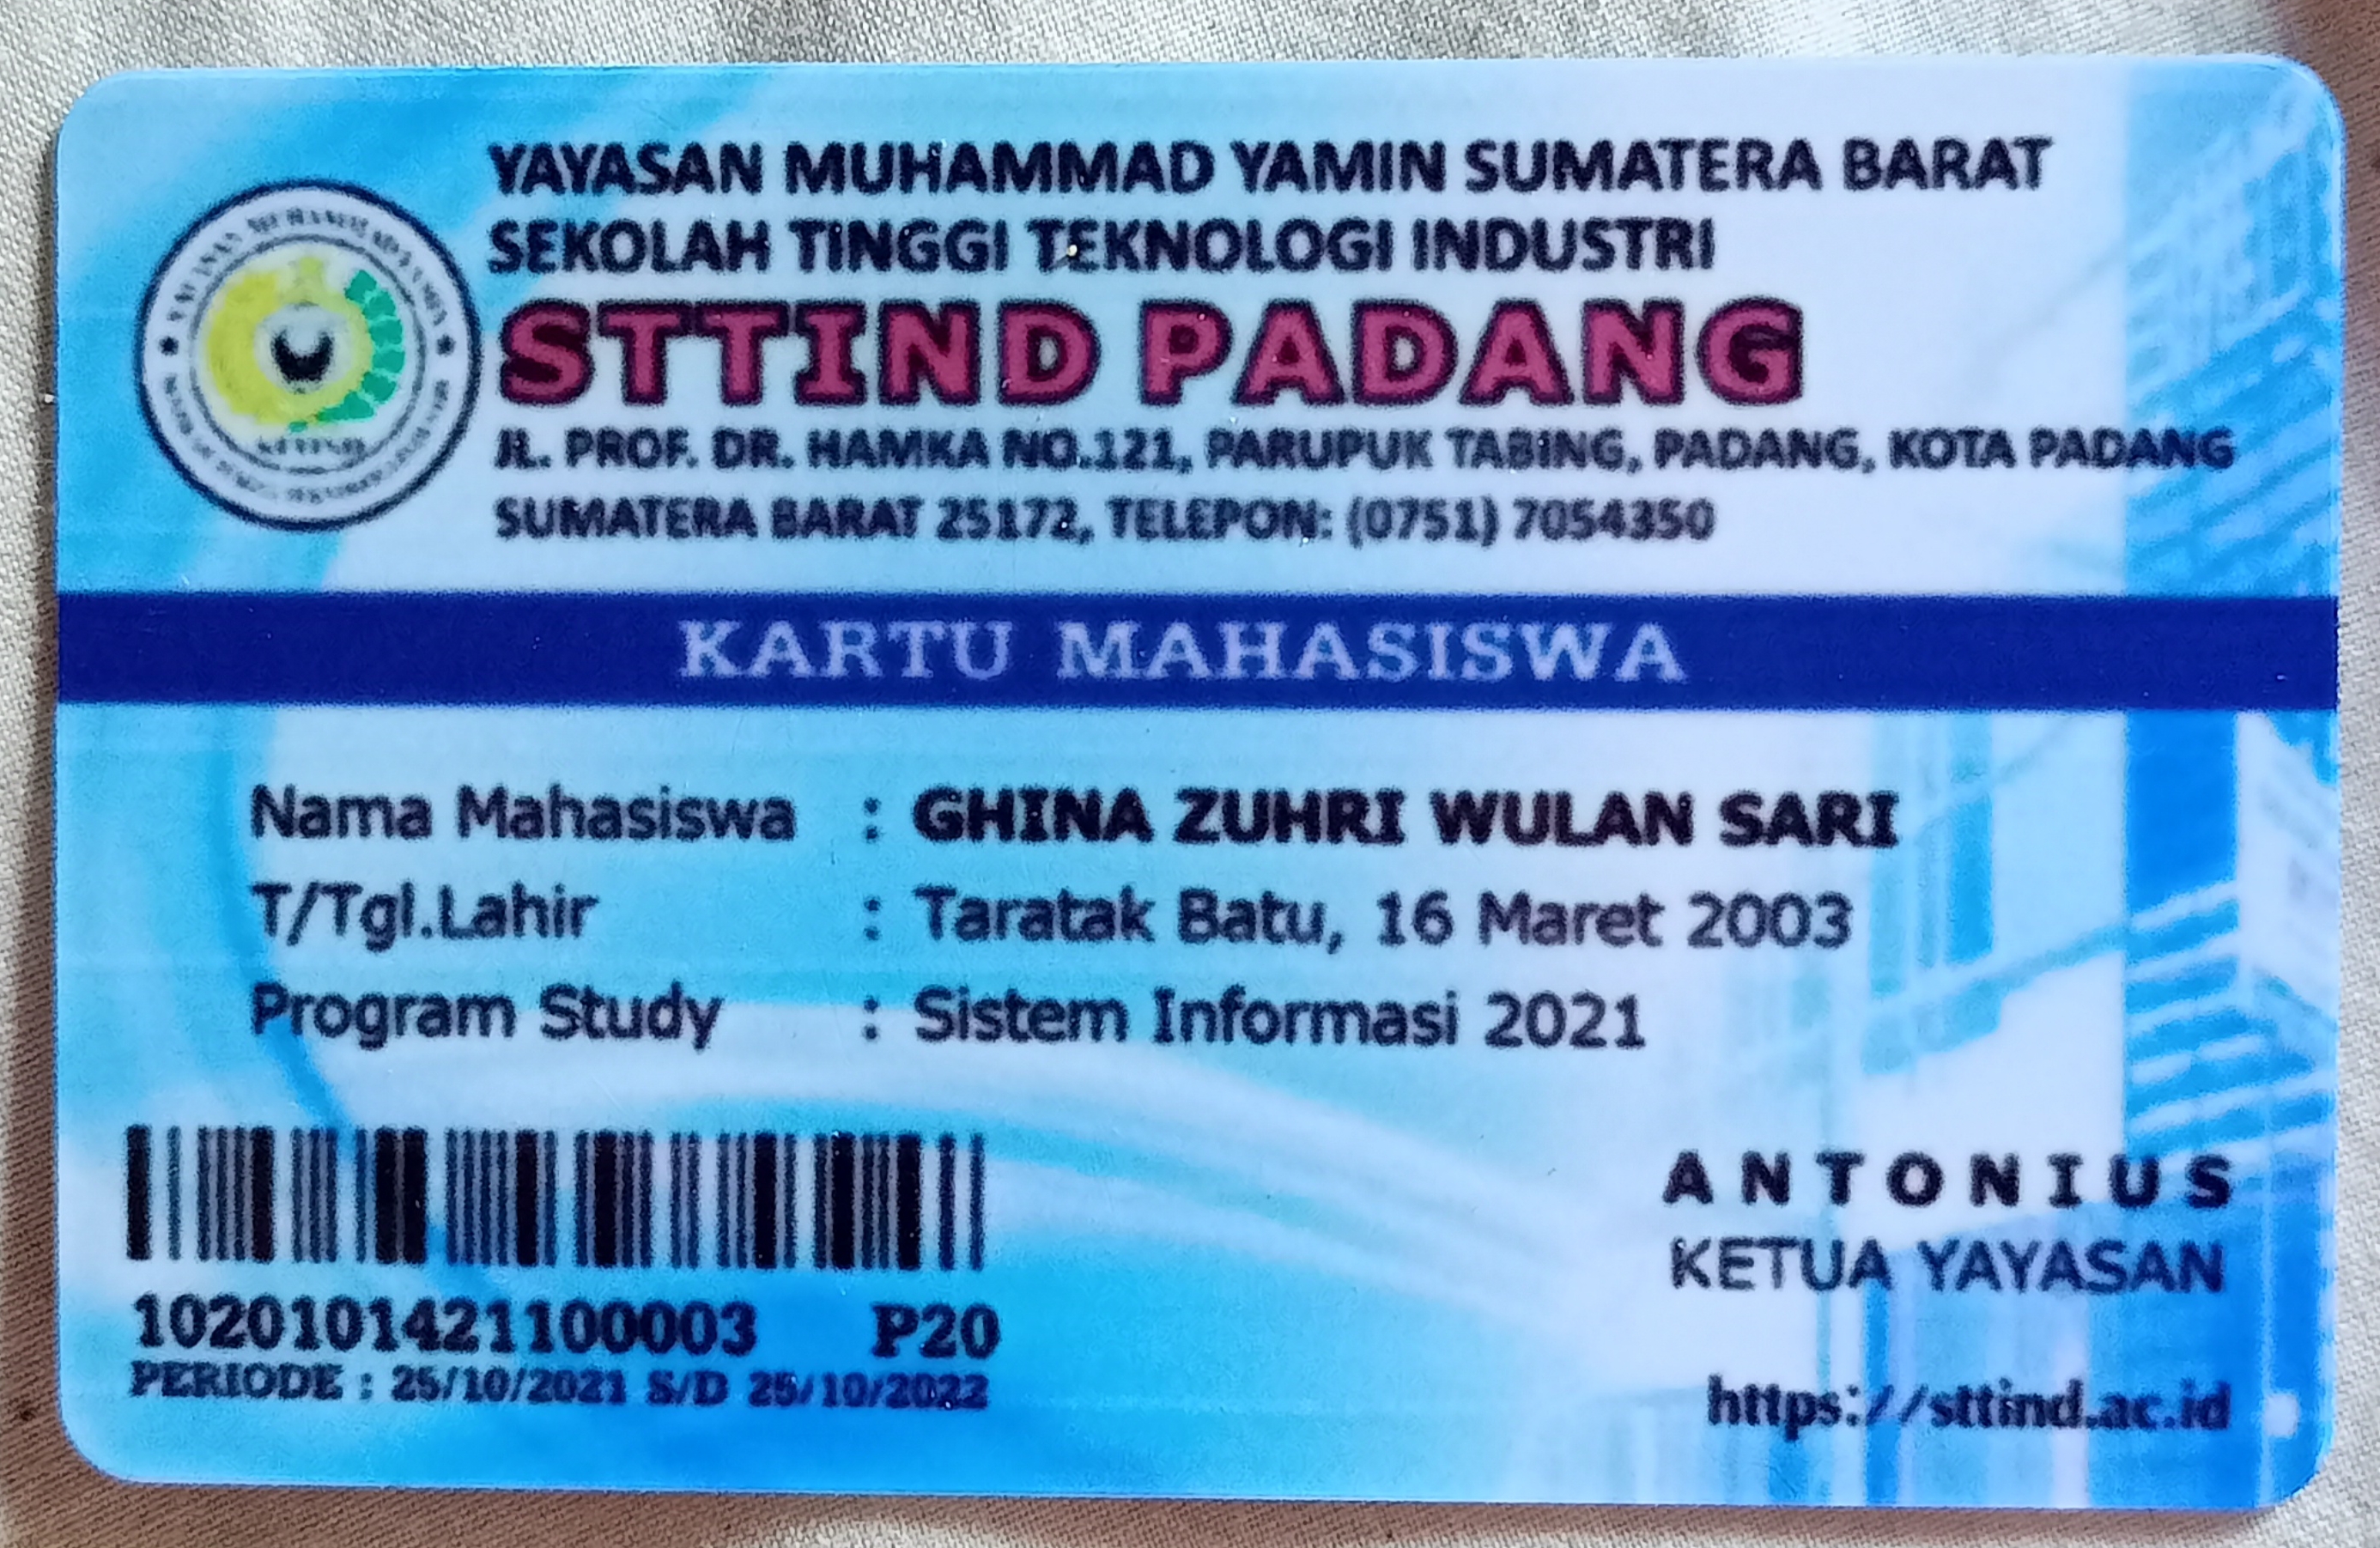 YAYASAN MUHAMMAD YAMIN SUMATERA BARAT
SEKOLAH TINGGI TEKNOLOGI INDUSTRI
STTIND PADANG
JL. PROF. DR. HAMKA NO.121, PARUPUK TABING, PADANG, KOTA PADANG
SUMATERA BARAT 25172, TELEPON: (0751) 7054350
KARTU MAHASISWA
Nama Mahasiswa : GHINA ZUHRI WULAN SARI
T/Tgl.Lahir : Taratak Batu, 16 Maret 2003
Program Study : Sistem Informasi 2021
1020101421100003 P20
PERIODE : 25/10/2021 S/D 25/10/2022
ANTONIUS
KETUA YAYASAN
https://sttind.ac.id